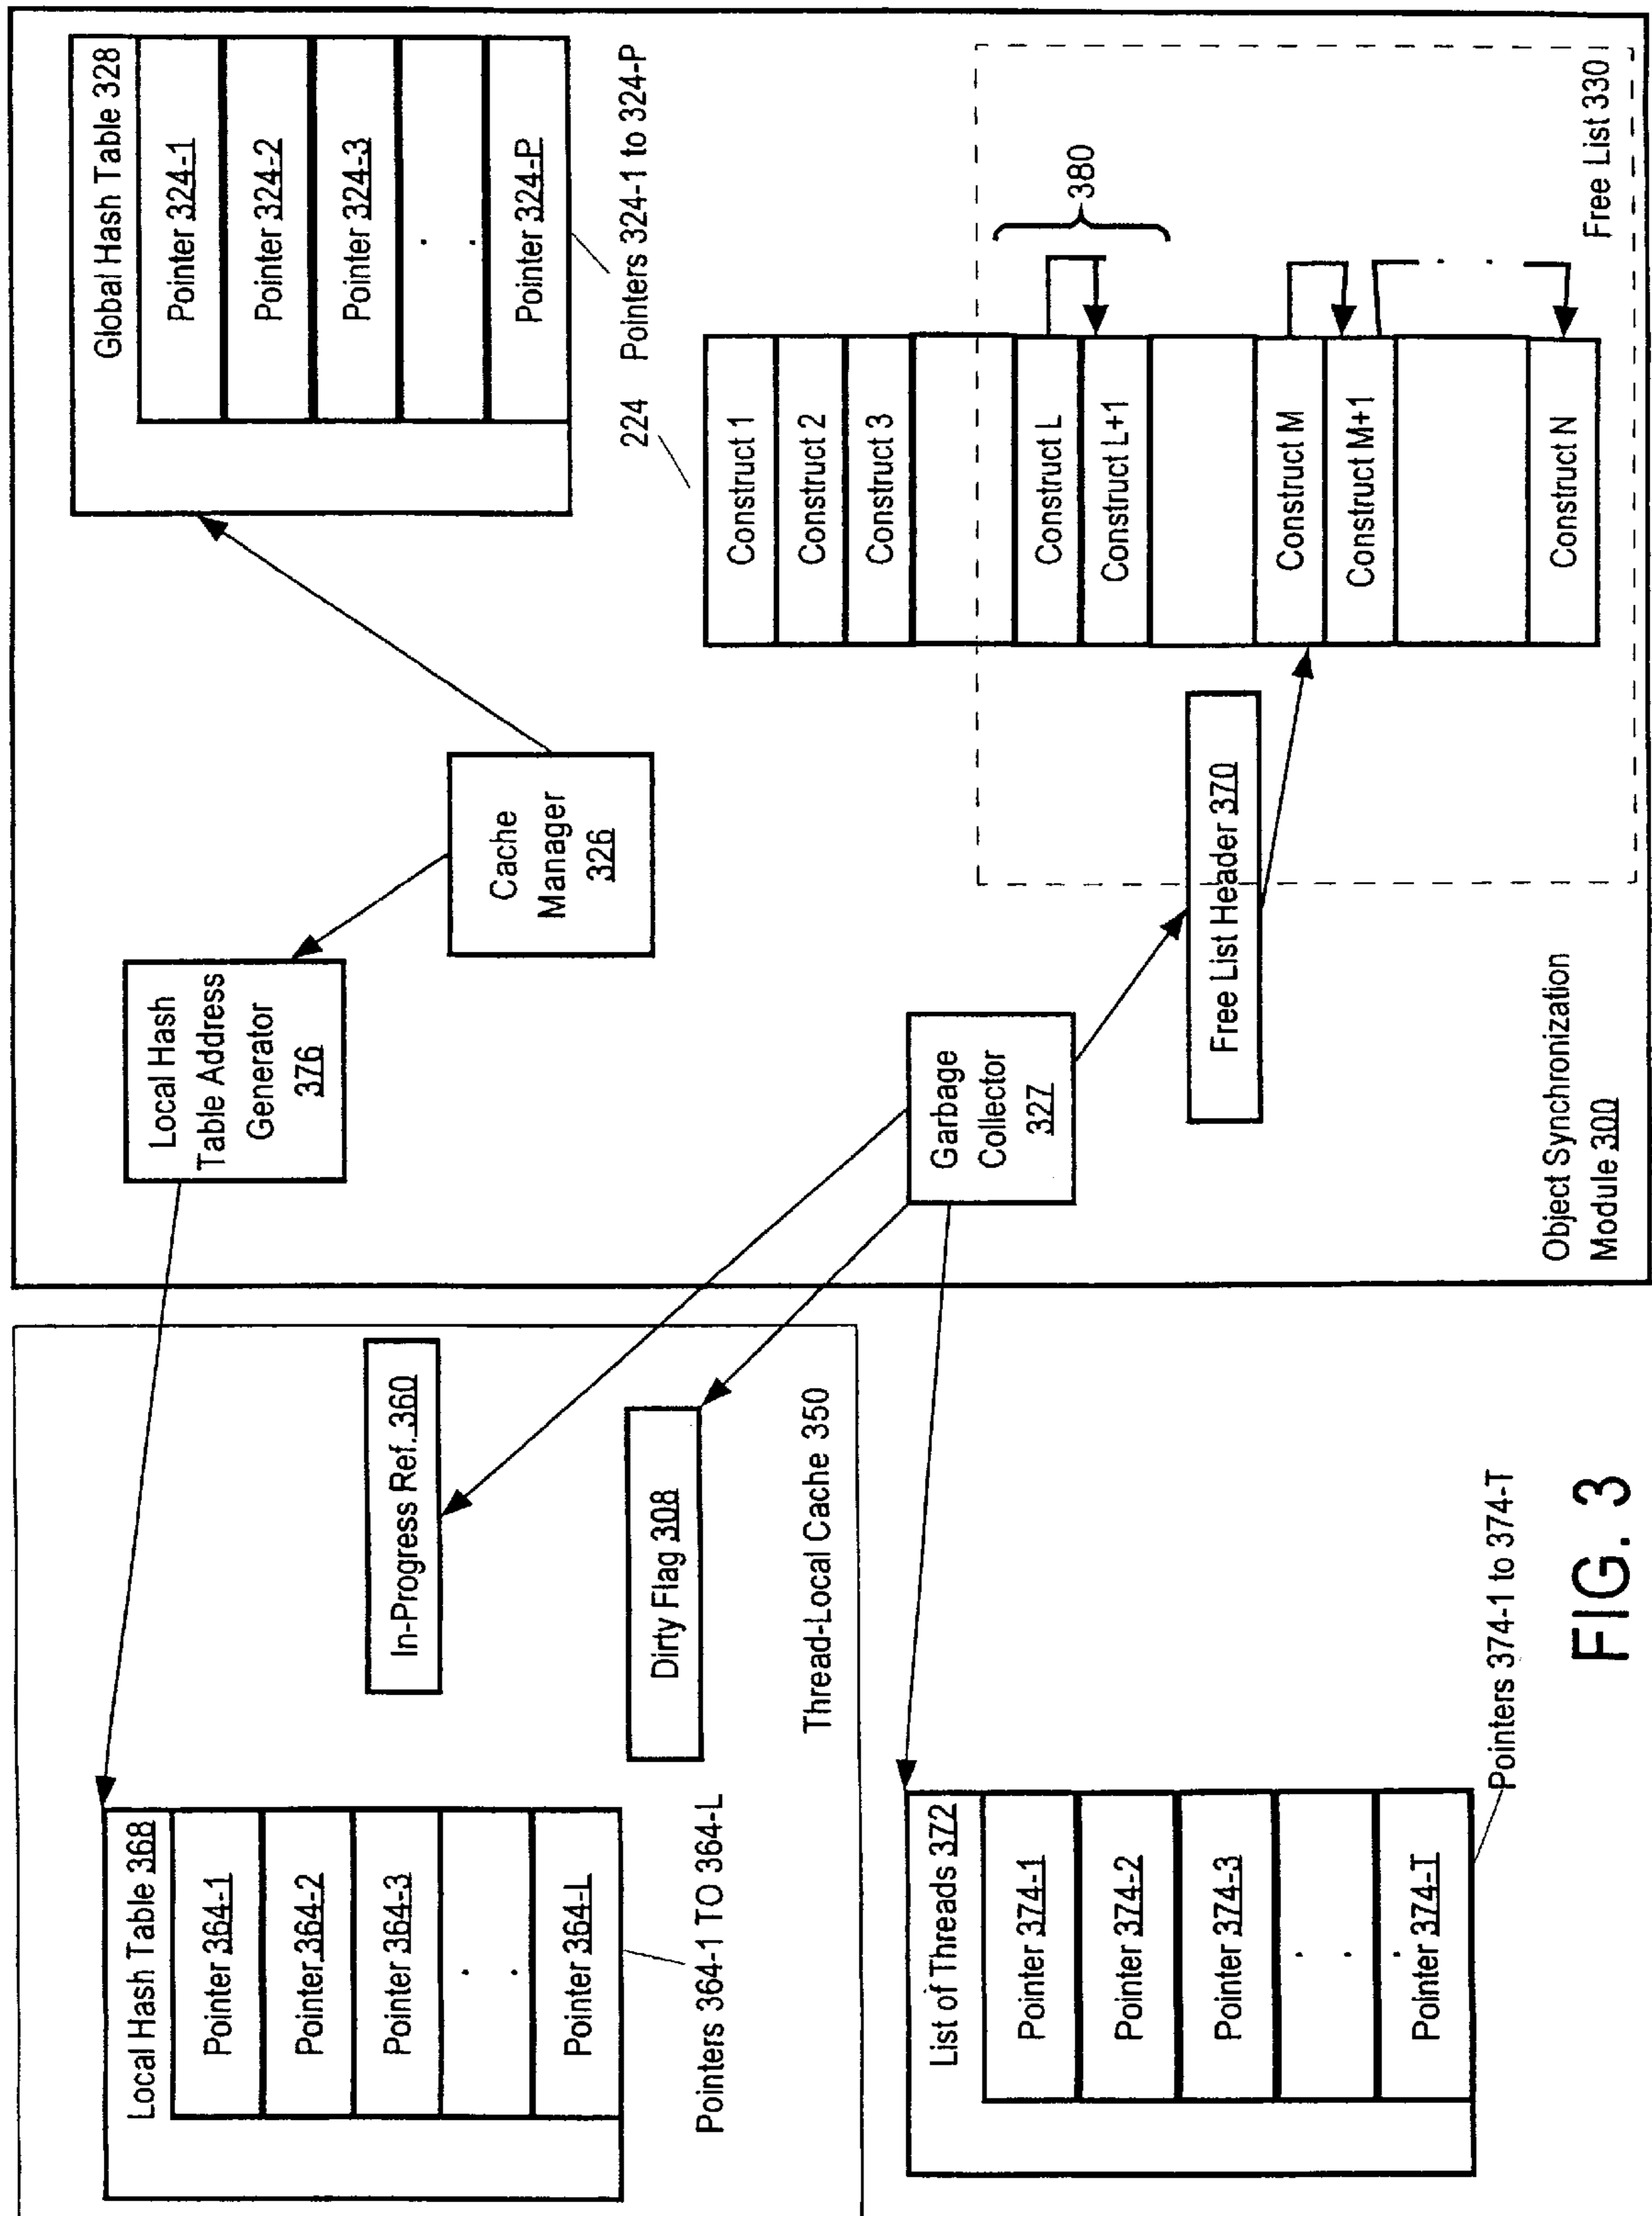 Local Hash Table 368
Pointer 364-1
Pointer 364-2
Pointer 364-3
.
.
Pointer 364-L
Pointers 364-1 TO 364-L
In-Progress Ref. 360
Dirty Flag 308
Thread-Local Cache 350
List of Threads 372
Pointer 374-1
Pointer 374-2
Pointer 374-3
.
.
.
Pointer 374-T
Pointers 374-1 to 374-T
Local Hash
Table Address
Generator
376
Cache
Manager
326
Global Hash Table 328
Pointer 324-1
Pointer 324-2
Pointer 324-3
.
.
Pointer 324-P
Pointers 324-1 to 324-P
224
Construct 1
Construct 2
Construct 3
Construct L
Construct L+1
Construct M
Construct M+1
Construct N
380
.
.
Free List 330
Garbage
Collector
327
Free List Header 370
Object Synchronization
Module 300
FIG. 3